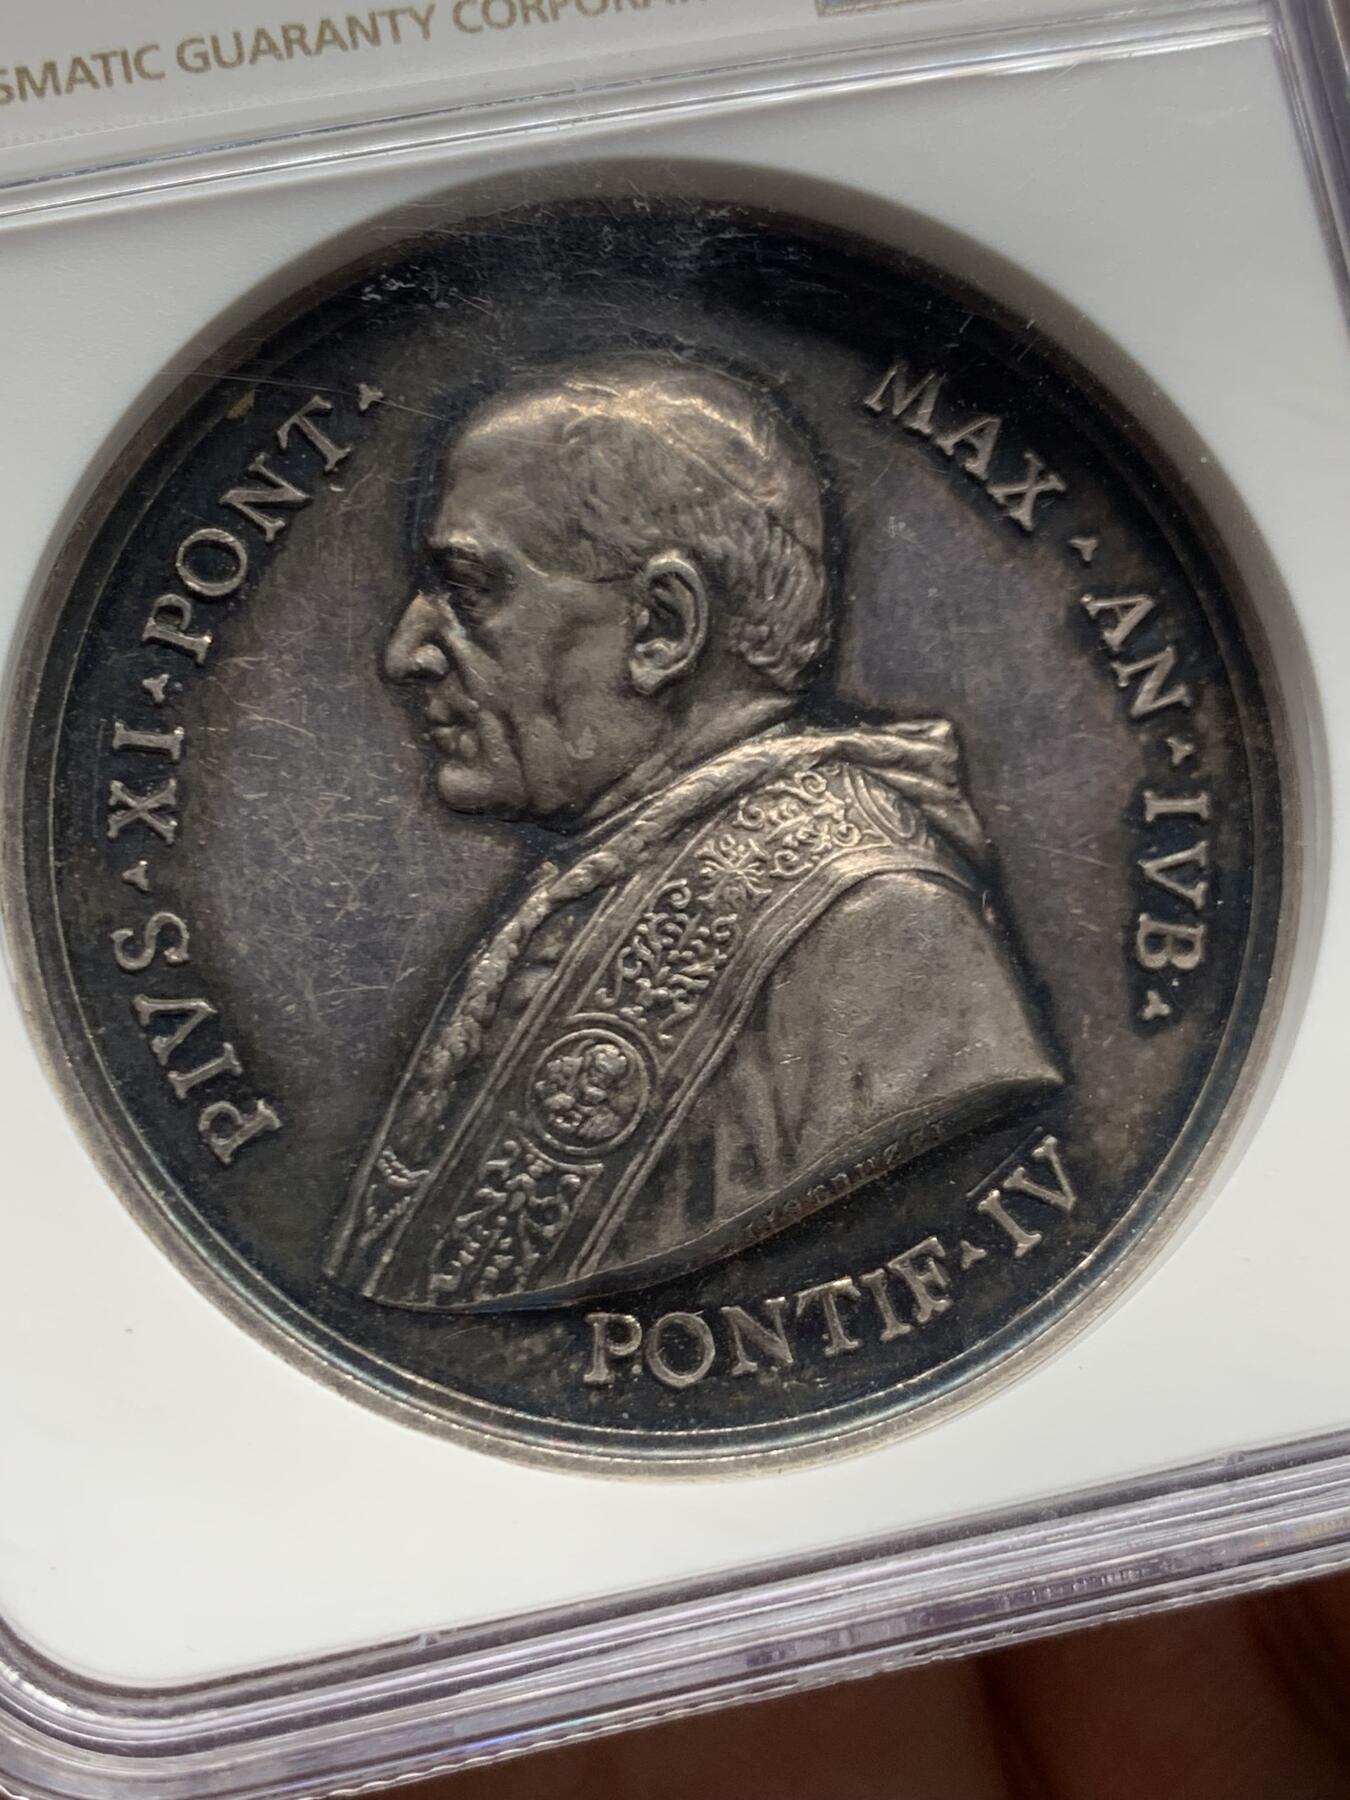 SMATIC GUARANTY CORPORA
PIVS · XI · PONT · MAX · AN · IVB ·
PONTIF · IV